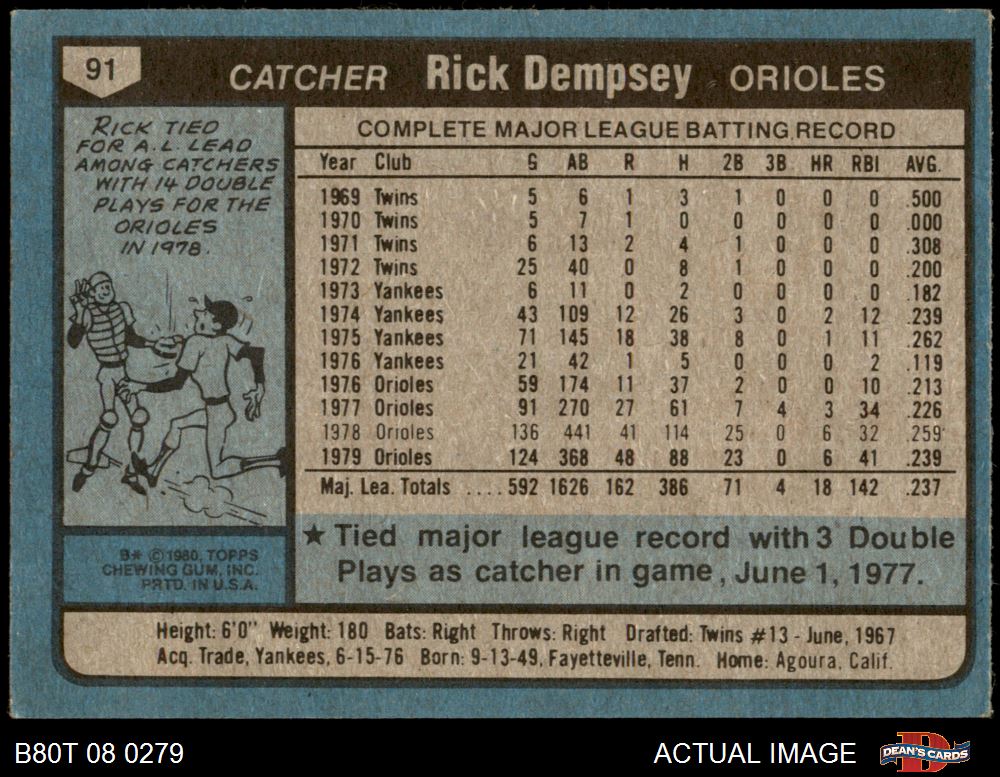 91
CATCHER Rick Dempsey ORIOLES
RICK TIED
FOR A.L. LEAD
AMONG CATCHERS
WITH 14 DOUBLE
PLAYS FOR THE
ORIOLES
IN 1978.
B* © 1980, TOPPS
CHEWING GUM, INC.
PRTD. IN U.S.A.
COMPLETE MAJOR LEAGUE BATTING RECORD
Year Club G AB R H 2B 3B HR RBI AVG.
1969 Twins 5 6 1 3 1 0 0 0 .500
1970 Twins 5 7 1 0 0 0 0 0 .000
1971 Twins 6 13 2 4 1 0 0 0 .308
1972 Twins 25 40 0 8 1 0 0 0 .200
1973 Yankees 6 11 0 2 0 0 0 0 .182
1974 Yankees 43 109 12 26 3 0 2 12 .239
1975 Yankees 71 145 18 38 8 0 1 11 .262
1976 Yankees 21 42 1 5 0 0 0 2 .119
1976 Orioles 59 174 11 37 2 0 0 10 .213
1977 Orioles 91 270 27 61 7 4 3 34 .226
1978 Orioles 136 441 41 114 25 0 6 32 .259
1979 Orioles 124 368 48 88 23 0 6 41 .239
Maj. Lea. Totals .... 592 1626 162 386 71 4 18 142 .237
★ Tied major league record with 3 Double
Plays as catcher in game, June 1, 1977.
Height: 6'0" Weight: 180 Bats: Right Throws: Right Drafted: Twins #13 - June, 1967
Acq. Trade, Yankees, 6-15-76 Born: 9-13-49, Fayetteville, Tenn. Home: Agoura, Calif.
B80T 08 0279
ACTUAL IMAGE
DEAN'S CARDS